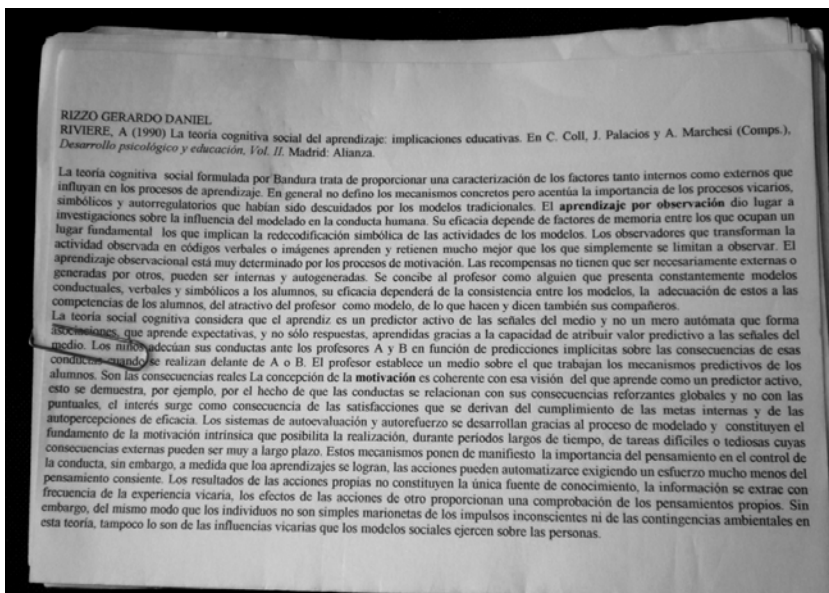 RIZZO GERARDO DANIEL
RIVIERE, A (1990) La teoría cognitiva social del aprendizaje: implicaciones educativas. En C. Coll, J. Palacios y A. Marchesi (Comps.),
Desarrollo psicológico y educación, Vol. II. Madrid: Alianza.
La teoría cognitiva social formulada por Bandura trata de proporcionar una caracterización de los factores tanto internos como externos que
influyan en los procesos de aprendizaje. En general no defino los mecanismos concretos pero acentúa la importancia de los procesos vicarios,
simbólicos y autorregulatorios que habían sido descuidados por los modelos tradicionales. El aprendizaje por observación dio lugar a
investigaciones sobre la influencia del modelado en la conducta humana. Su eficacia depende de factores de memoria entre los que ocupan un
lugar fundamental los que implican la redecodificación simbólica de las actividades de los modelos. Los observadores que transforman la
actividad observada en códigos verbales o imágenes aprenden y retienen mucho mejor que los que simplemente se limitan a observar. El
aprendizaje observacional está muy determinado por los procesos de motivación. Las recompensas no tienen que ser necesariamente externas o
generadas por otros, pueden ser internas y autogeneradas. Se concibe al profesor como alguien que presenta constantemente modelos
conductuales, verbales y simbólicos a los alumnos, su eficacia dependerá de la consistencia entre los modelos, la adecuación de estos a las
competencias de los alumnos, del atractivo del profesor como modelo, de lo que hacen y dicen también sus compañeros.
La teoría social cognitiva considera que el aprendiz es un predictor activo de las señales del medio y no un mero autómata que forma
asociaciones, que aprende expectativas, y no sólo respuestas, aprendidas gracias a la capacidad de atribuir valor predictivo a las señales del
medio. Los niños adecúan sus conductas ante los profesores A y B en función de predicciones implícitas sobre las consecuencias de esas
conductas cuando se realizan delante de A o B. El profesor establece un medio sobre el que trabajan los mecanismos predictivos de los
alumnos. Son las consecuencias reales La concepción de la motivación es coherente con esa visión del que aprende como un predictor activo,
esto se demuestra, por ejemplo, por el hecho de que las conductas se relacionan con sus consecuencias reforzantes globales y no con las
puntuales, el interés surge como consecuencia de las satisfacciones que se derivan del cumplimiento de las metas internas y de las
autopercepciones de eficacia. Los sistemas de autoevaluación y autorefuerzo se desarrollan gracias al proceso de modelado y constituyen el
fundamento de la motivación intrínsica que posibilita la realización, durante periodos largos de tiempo, de tareas difíciles o tediosas cuyas
consecuencias externas pueden ser muy a largo plazo. Estos mecanismos ponen de manifiesto la importancia del pensamiento en el control de
la conducta, sin embargo, a medida que loa aprendizajes se logran, las acciones pueden automatizarce exigiendo un esfuerzo mucho menos del
pensamiento consiente. Los resultados de las acciones propias no constituyen la única fuente de conocimiento, la información se extrae con
frecuencia de la experiencia vicaria, los efectos de las acciones de otro proporcionan una comprobación de los pensamientos propios. Sin
embargo, del mismo modo que los individuos no son simples marionetas de los impulsos inconscientes ni de las contingencias ambientales en
esta teoría, tampoco lo son de las influencias vicarias que los modelos sociales ejercen sobre las personas.